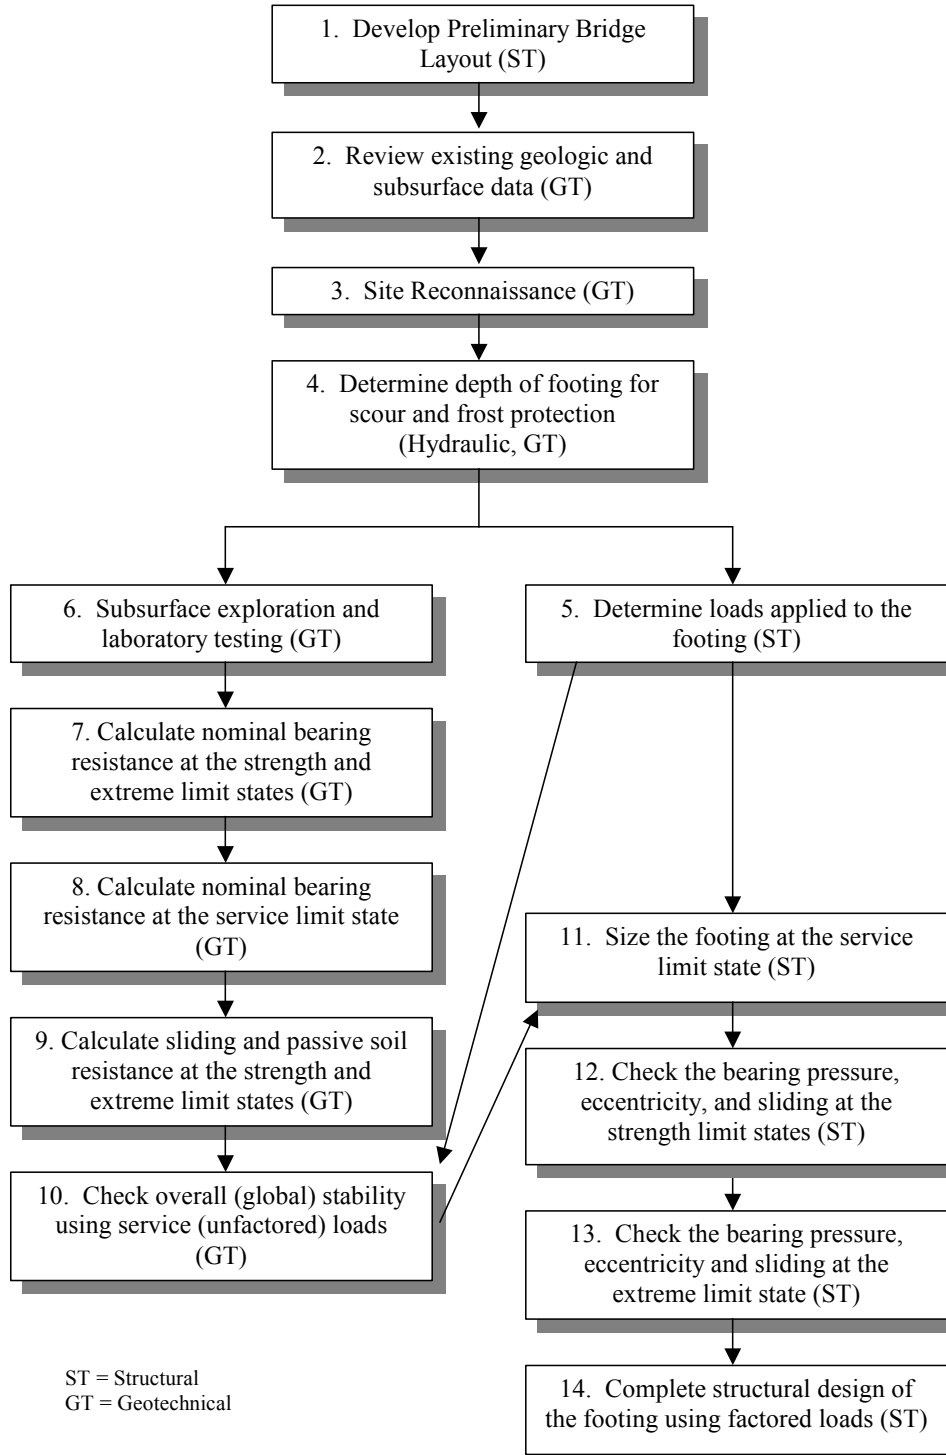 1. Develop Preliminary Bridge
Layout (ST)
2. Review existing geologic and
subsurface data (GT)
3. Site Reconnaissance (GT)
4. Determine depth of footing for
scour and frost protection
(Hydraulic, GT)
6. Subsurface exploration and
laboratory testing (GT)
7. Calculate nominal bearing
resistance at the strength and
extreme limit states (GT)
8. Calculate nominal bearing
resistance at the service limit state
(GT)
9. Calculate sliding and passive soil
resistance at the strength and
extreme limit states (GT)
10. Check overall (global) stability
using service (unfactored) loads
(GT)
5. Determine loads applied to the
footing (ST)
11. Size the footing at the service
limit state (ST)
12. Check the bearing pressure,
eccentricity, and sliding at the
strength limit states (ST)
13. Check the bearing pressure,
eccentricity and sliding at the
extreme limit state (ST)
14. Complete structural design of
the footing using factored loads (ST)
ST = Structural
GT = Geotechnical